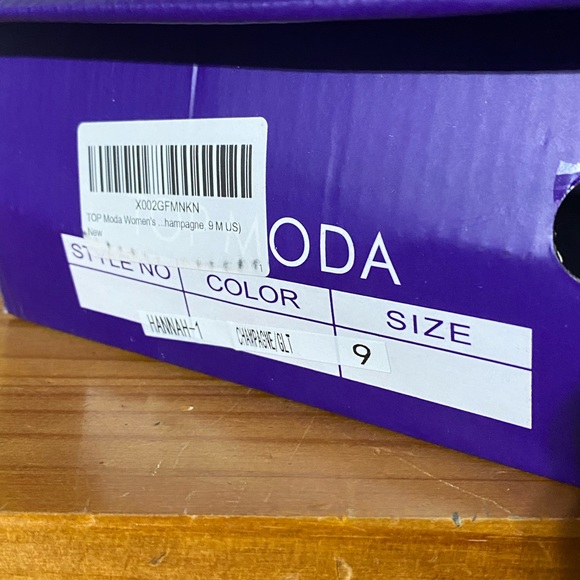 X002GFMNKN
TOP Moda Women's ...hampagne, 9 M US)
New
MODA
STYLE NO COLOR SIZE
HANNAH-1 CHAMPAGNE/GLT 9